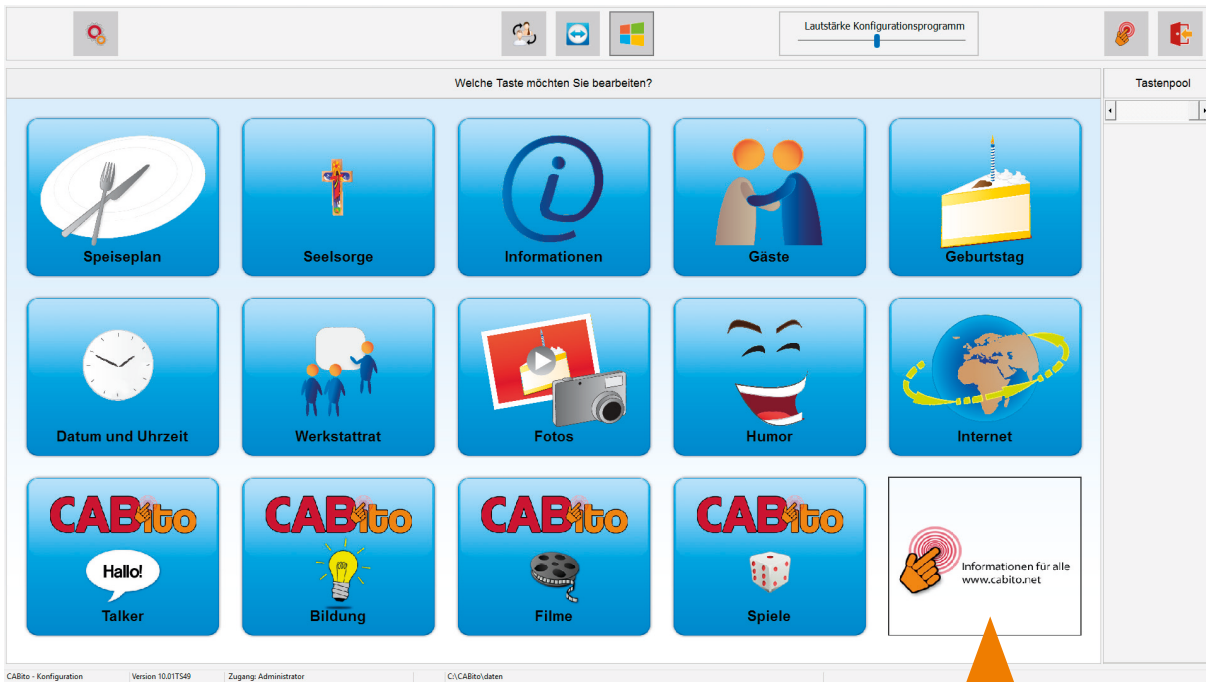 Lautstärke Konfigurationsprogramm
Welche Taste möchten Sie bearbeiten?
Tastenpool
Speiseplan
Seelsorge
Informationen
Gäste
Geburtstag
Datum und Uhrzeit
Werkstattrat
Fotos
Humor
Internet
CABito
Hallo!
Talker
CABito
Bildung
CABito
Filme
CABito
Spiele
Informationen für alle
www.cabito.net
CABito - Konfiguration
Version 10.01TS49
Zugang: Administrator
C:\CABito\daten